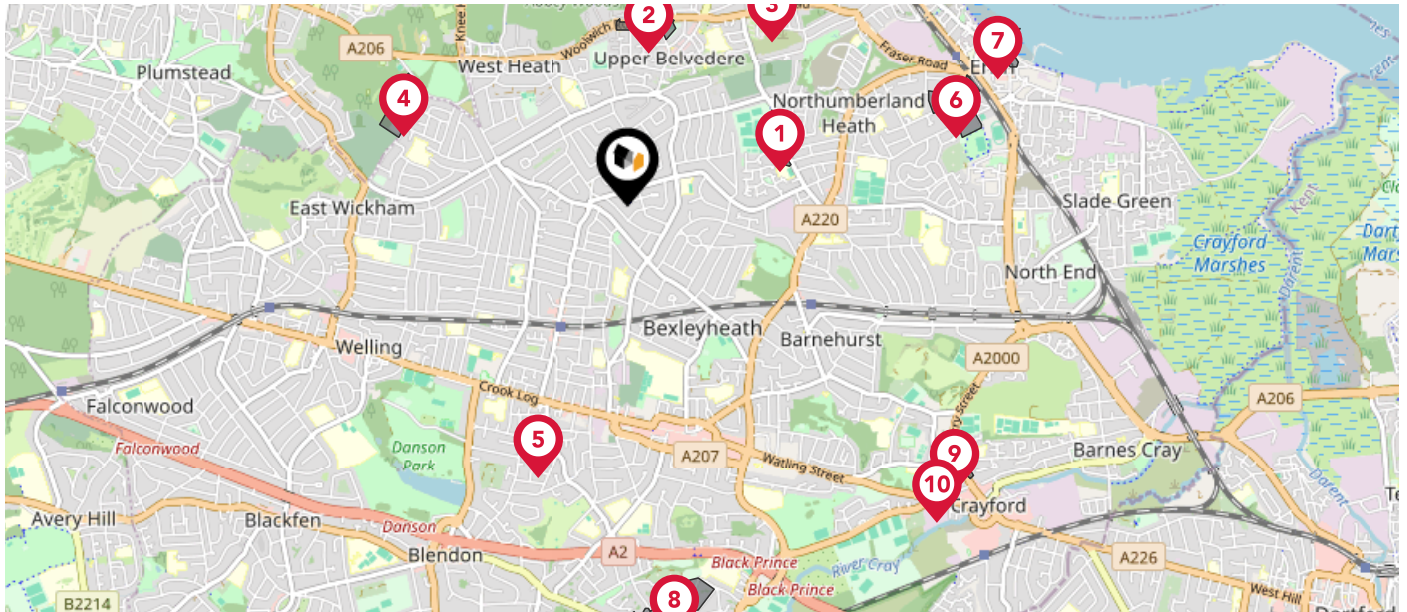 2
3
Woolwich
Upper Belvedere
A206
West Heath
Plumstead
Fraser Road
7
4
Northumberland
Heath
6
1
East Wickham
A220
Slade Green
Kent
Crayford
Marshes
Darent
North End
Bexleyheath
Barnehurst
Welling
A2000
Crook Log
Falconwood
A206
Falconwood
Danson
Park
5
A207
Watling Street
9
Barnes Cray
10
Crayford
Darent
Avery Hill
Blackfen
Danson
Blendon
A2
Black Prince
River Cray
A226
Black Prince
West Hill
8
B2214